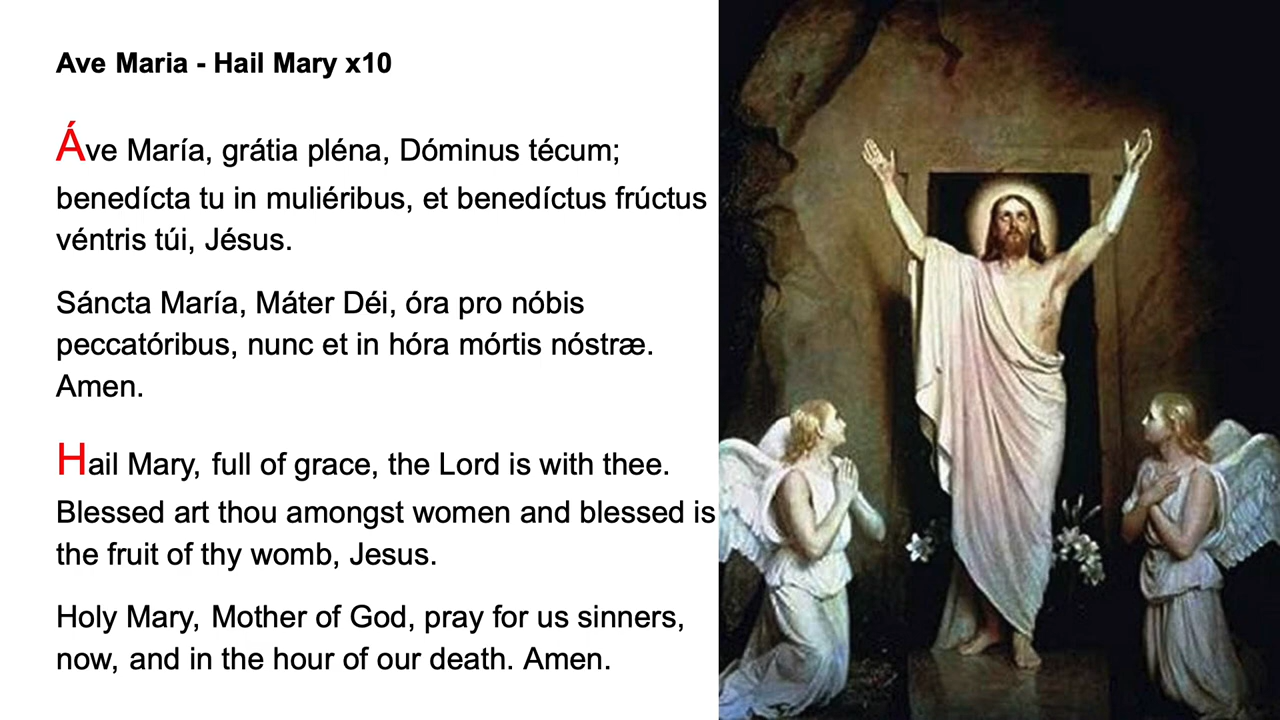 Ave Maria - Hail Mary x10
Áve María, grátia pléna, Dóminus técum;
benedícta tu in muliéribus, et benedíctus frúctus
véntris túi, Jésus.
Sáncta María, Máter Déi, óra pro nóbis
peccatóribus, nunc et in hóra mórtis nóstræ.
Amen.
Hail Mary, full of grace, the Lord is with thee.
Blessed art thou amongst women and blessed is
the fruit of thy womb, Jesus.
Holy Mary, Mother of God, pray for us sinners,
now, and in the hour of our death. Amen.